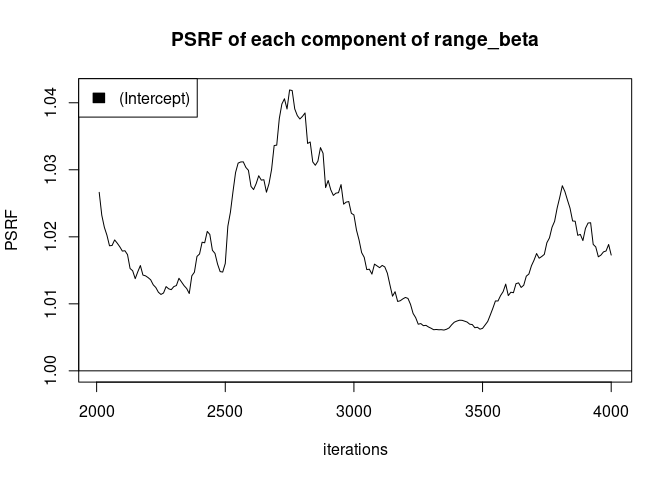 PSRF of each component of range_beta
(Intercept)
PSRF
1.04
1.03
1.02
1.01
1.00
2000 2500 3000 3500 4000
iterations